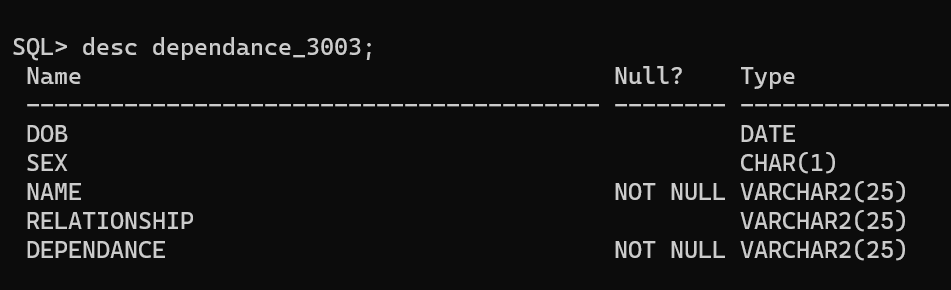 SQL> desc dependance_3003;
 Name                                      Null?    Type
 ----------------------------------------- -------- ---------------
 DOB                                                DATE
 SEX                                                CHAR(1)
 NAME                                      NOT NULL VARCHAR2(25)
 RELATIONSHIP                                       VARCHAR2(25)
 DEPENDANCE                                NOT NULL VARCHAR2(25)